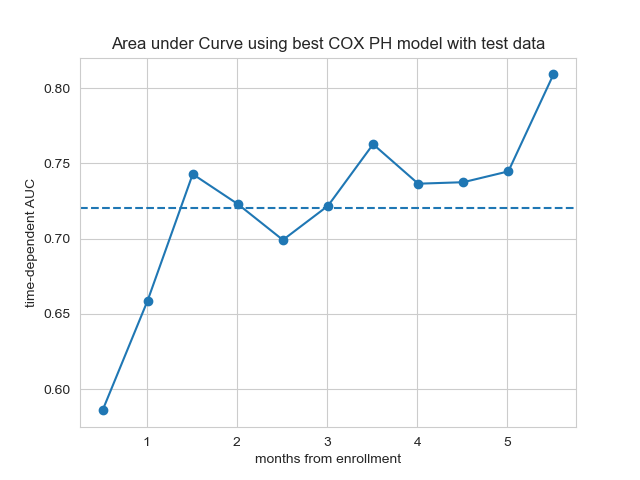 Area under Curve using best COX PH model with test data
time-dependent AUC
0.80
0.75
0.70
0.65
0.60
1 2 3 4 5
months from enrollment